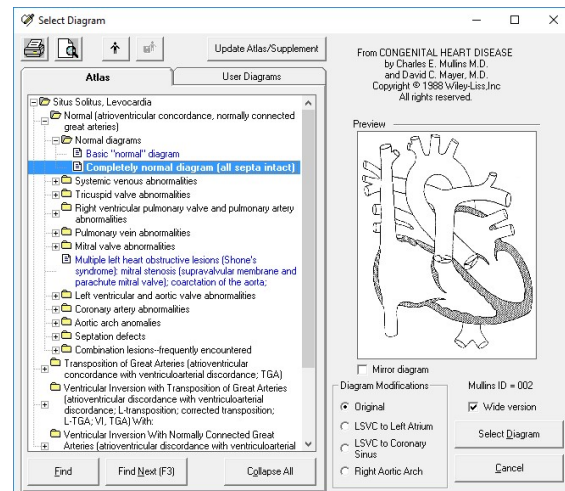 Select Diagram
Update Atlas/Supplement
Atlas
User Diagrams
Situs Solitus, Levocardia
Normal (atrioventricular concordance, normally connected
great arteries)
Normal diagrams
Basic "normal" diagram
Completely normal diagram (all septa intact)
Systemic venous abnormalities
Tricuspid valve abnormalities
Right ventricular pulmonary valve and pulmonary artery
abnormalities
Pulmonary vein abnormalities
Mitral valve abnormalities
Multiple left heart obstructive lesions (Shone's
syndrome): mitral stenosis (supravalvular membrane and
parachute mitral valve); coarctation of the aorta;
Left ventricular and aortic valve abnormalities
Coronary artery abnormalities
Aortic arch anomalies
Septation defects
Combination lesions--frequently encountered
Transposition of Great Arteries (atrioventricular
concordance with ventriculoarterial discordance; TGA)
Ventricular Inversion with Transposition of Great Arteries
(atrioventricular discordance with ventriculoarterial
discordance; L-transposition; corrected transposition;
L-TGA; VI, TGA) With:
Ventricular Inversion With Normally Connected Great
Arteries (atrioventricular discordance with ventriculoarterial
Find
Find Next (F3)
Collapse All
From CONGENITAL HEART DISEASE
by Charles E. Mullins M.D.
and David C. Mayer, M.D.
Copyright © 1988 Wiley-Liss,Inc
All rights reserved.
Preview
Mirror diagram
Diagram Modifications
Original
LSVC to Left Atrium
LSVC to Coronary
Sinus
Right Aortic Arch
Mullins ID = 002
Wide version
Select Diagram
Cancel